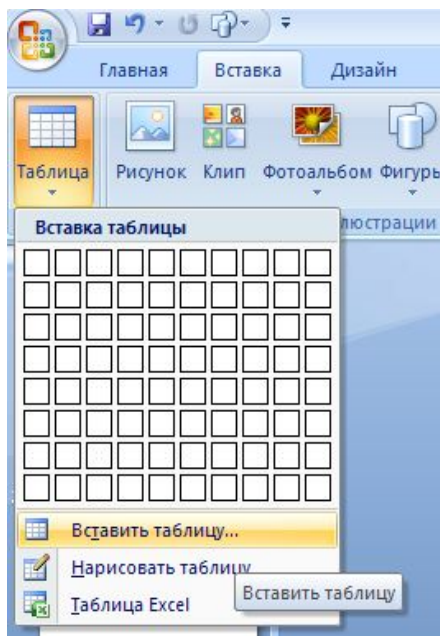 Главная Вставка Дизайн
Таблица Рисунок Клип Фотоальбом Фигуры
Вставка таблицы
люстрации
Вставить таблицу...
Нарисовать таблицу
Таблица Excel
Вставить таблицу